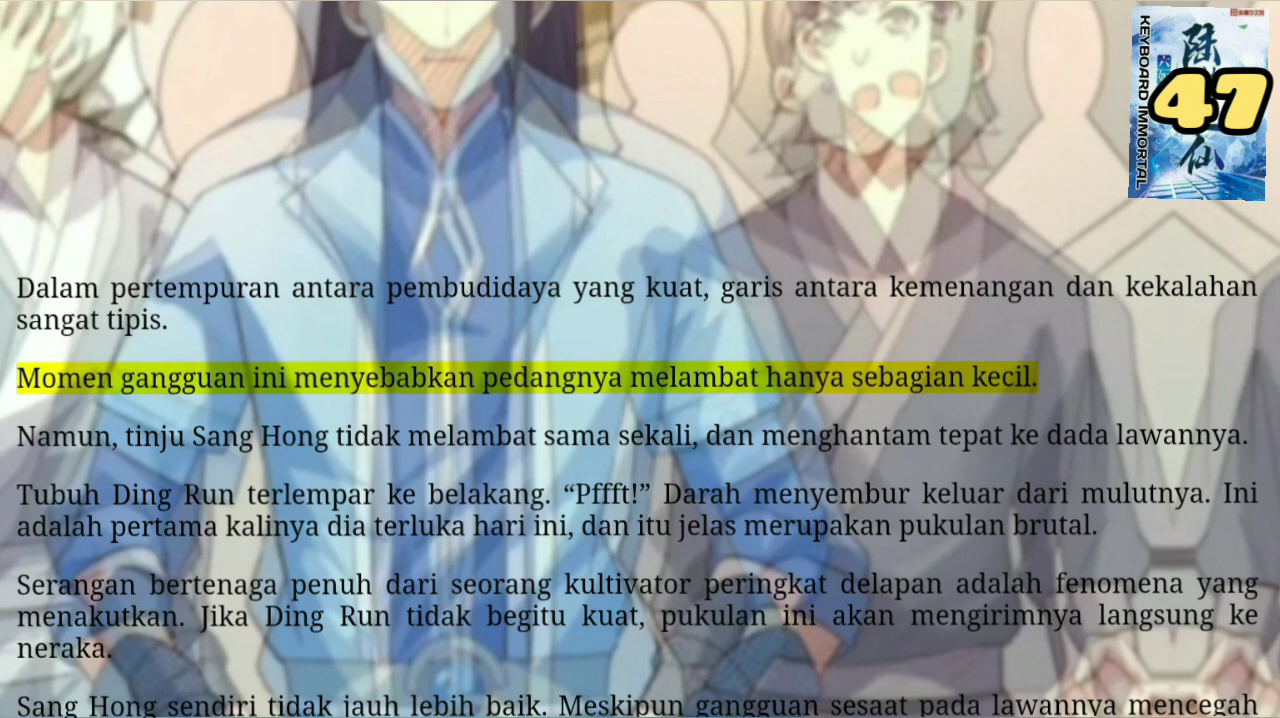 KEYBOARD IMMORTAL
47
仙
Dalam pertempuran antara pembudidaya yang kuat, garis antara kemenangan dan kekalahan
sangat tipis.
Momen gangguan ini menyebabkan pedangnya melambat hanya sebagian kecil.
Namun, tinju Sang Hong tidak melambat sama sekali, dan menghantam tepat ke dada lawannya.
Tubuh Ding Run terlempar ke belakang. “Pffft!” Darah menyembur keluar dari mulutnya. Ini
adalah pertama kalinya dia terluka hari ini, dan itu jelas merupakan pukulan brutal.
Serangan bertenaga penuh dari seorang kultivator peringkat delapan adalah fenomena yang
menakutkan. Jika Ding Run tidak begitu kuat, pukulan ini akan mengirimnya langsung ke
neraka.
Sang Hong sendiri tidak jauh lebih baik. Meskipun gangguan sesaat pada lawannya mencegah